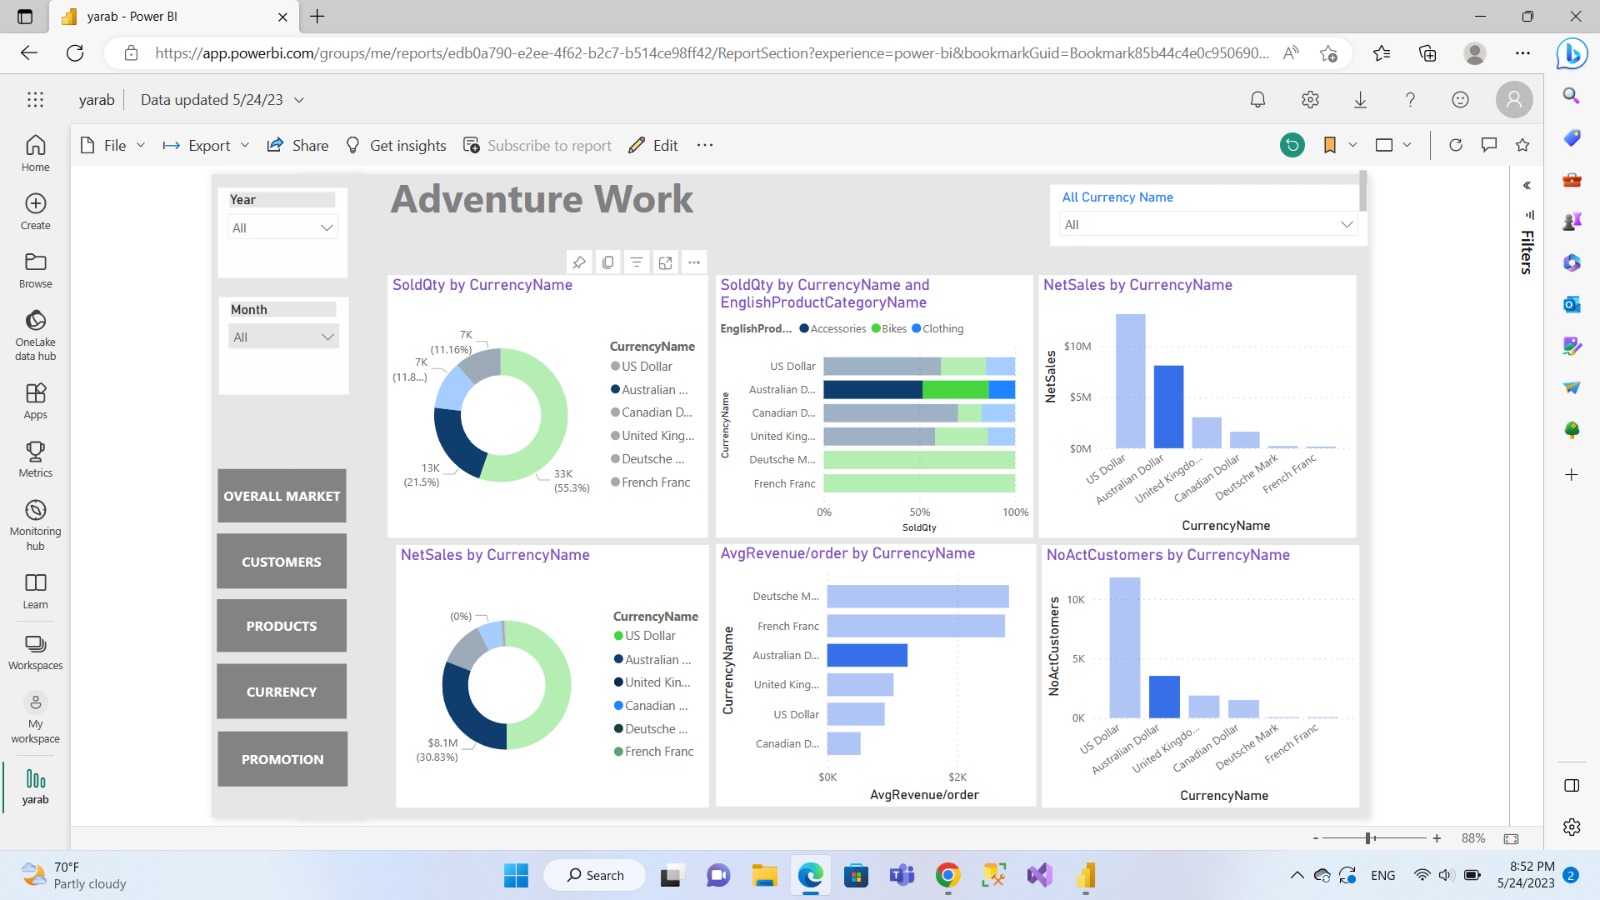 yarab - Power BI
https://app.powerbi.com/groups/me/reports/edb0a790-e2ee-4f62-b2c7-b514ce98ff42/ReportSection?experience=power-bi&bookmarkGuid=Bookmark85b44c4e0c950690...
yarab
Data updated 5/24/23
File
Export
Share
Get insights
Subscribe to report
Edit
Home
Create
Browse
OneLake
data hub
Apps
Metrics
Monitoring
hub
Learn
Workspaces
My
workspace
yarab
Year
All
Month
All
OVERALL MARKET
CUSTOMERS
PRODUCTS
CURRENCY
PROMOTION
Adventure Work
All Currency Name
All
Filters
SoldQty by CurrencyName
7K
(11.16%)
7K
(11.8...)
13K
(21.5%)
33K
(55.3%)
CurrencyName
US Dollar
Australian ...
Canadian D...
United King...
Deutsche ...
French Franc
SoldQty by CurrencyName and
EnglishProductCategoryName
EnglishProd... Accessories Bikes Clothing
CurrencyName
US Dollar
Australian D...
Canadian D...
United King...
Deutsche M...
French Franc
0% 50% 100%
SoldQty
NetSales by CurrencyName
NetSales
$10M
$5M
$0M
US Dollar
Australian Dollar
United Kingdo...
Canadian Dollar
Deutsche Mark
French Franc
CurrencyName
NetSales by CurrencyName
(0%)
$8.1M
(30.83%)
CurrencyName
US Dollar
Australian ...
United Kin...
Canadian ...
Deutsche ...
French Franc
AvgRevenue/order by CurrencyName
CurrencyName
Deutsche M...
French Franc
Australian D...
United King...
US Dollar
Canadian D...
$0K $2K
AvgRevenue/order
NoActCustomers by CurrencyName
NoActCustomers
10K
5K
0K
US Dollar
Australian Dollar
United Kingdo...
Canadian Dollar
Deutsche Mark
French Franc
CurrencyName
- + 88%
70°F
Partly cloudy
Search
ENG
8:52 PM
5/24/2023
2